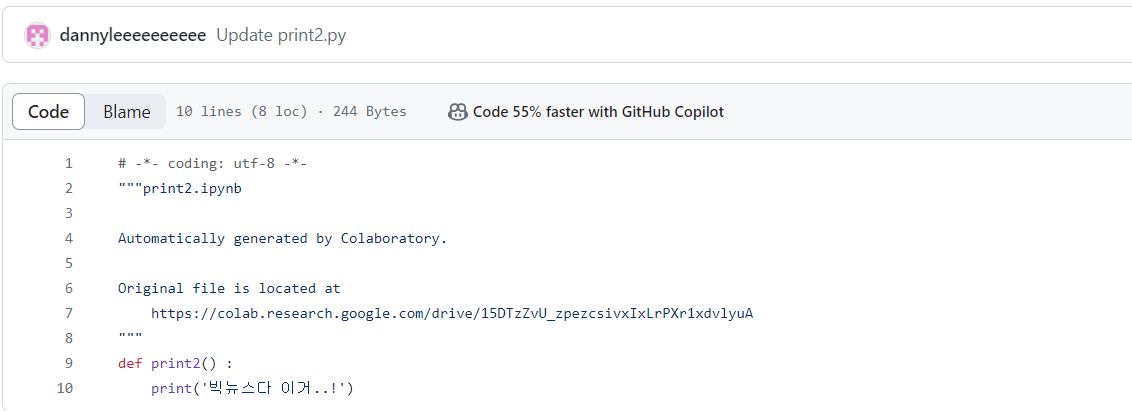 dannyleeeeeeeeee Update print2.py
Code Blame 10 lines (8 loc) · 244 Bytes Code 55% faster with GitHub Copilot
1 # -*- coding: utf-8 -*-
2 """print2.ipynb
3
4 Automatically generated by Colaboratory.
5
6 Original file is located at
7 https://colab.research.google.com/drive/15DTzZvU_zpezcsivxIxLrPXr1xdvlyuA
8 """
9 def print2() :
10 print('빅뉴스다 이거..!')